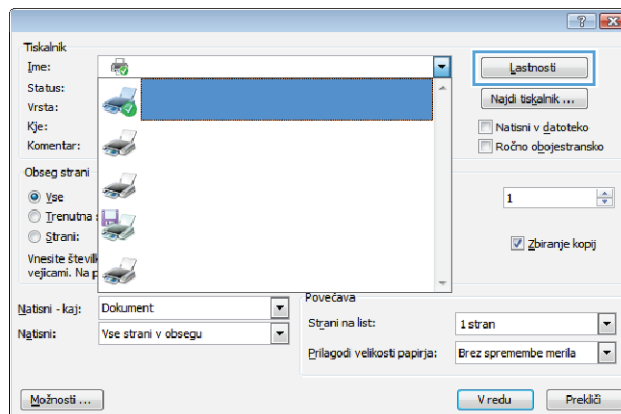 Tiskalnik
Ime:
Lastnosti
Status:
Vrsta:
Najdi tiskalnik ...
Kje:
Natisni v datoteko
Komentar:
Ročno obojestransko
Obseg strani
Vse
1
Trenutna
Strani:
Zbiranje kopij
Vnesite števil
vejicami. Na p
Povečava
Natisni - kaj: Dokument
Strani na list: 1 stran
Natisni: Vse strani v obsegu
Prilagodi velikosti papirja: Brez spremembe merila
Možnosti ...
V redu
Prekliči